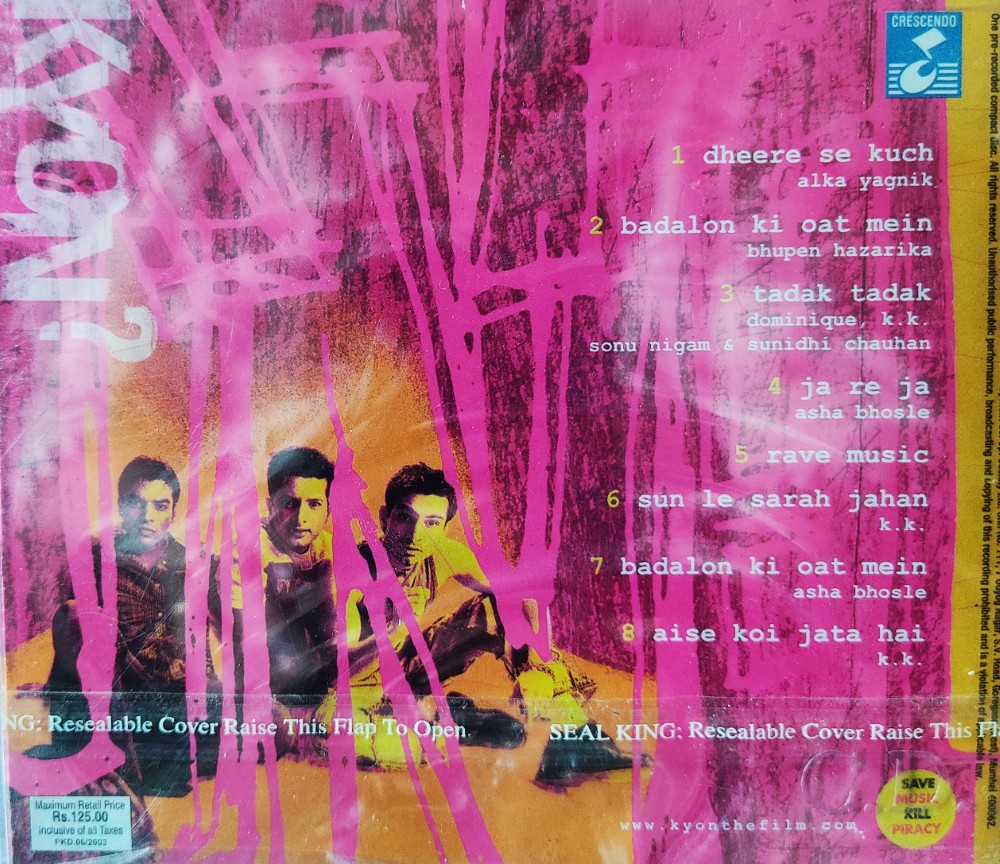 KYON?
CRESCENDO
1 dheere se kuch
alka yagnik
2 badalon ki oat mein
bhupen hazarika
3 tadak tadak
dominique, k.k.
sonu nigam & sunidhi chauhan
4 ja re ja
asha bhosle
5 rave music
6 sun le sarah jahan
k.k.
7 badalon ki oat mein
asha bhosle
8 aise koi jata hai
k.k.
NG: Resealable Cover Raise This Flap To Open.
SEAL KING: Resealable Cover Raise This Fla
Maximum Retail Price
Rs.125.00
inclusive of all Taxes
PKD.06/2003
www.kyonthefilm.com
SAVE
MUSIC
KILL
PIRACY
One pre-recorded compact disc. All rights reserved. Unauthorised public performance, broadcasting and copying of this recording prohibited and is a violation of applicable law
Mumbai 400062.